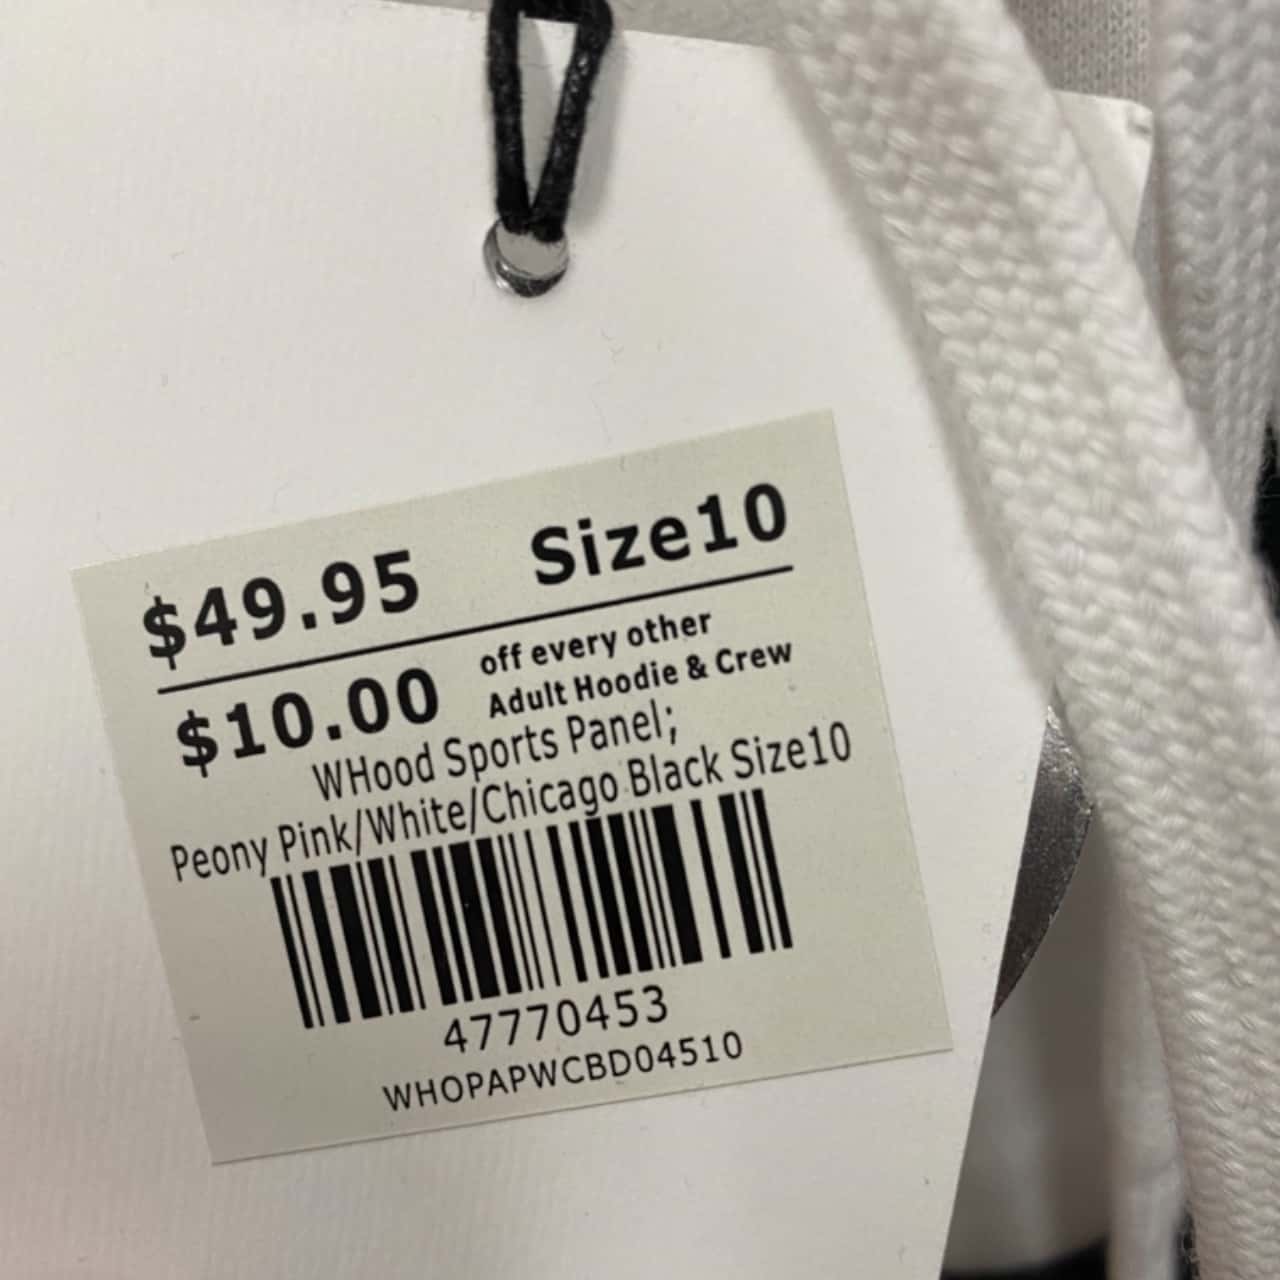 $49.95 Size10
$10.00 off every other
Adult Hoodie & Crew
WHood Sports Panel;
Peony Pink/White/Chicago Black Size10
47770453
WHOPAPWCBD04510